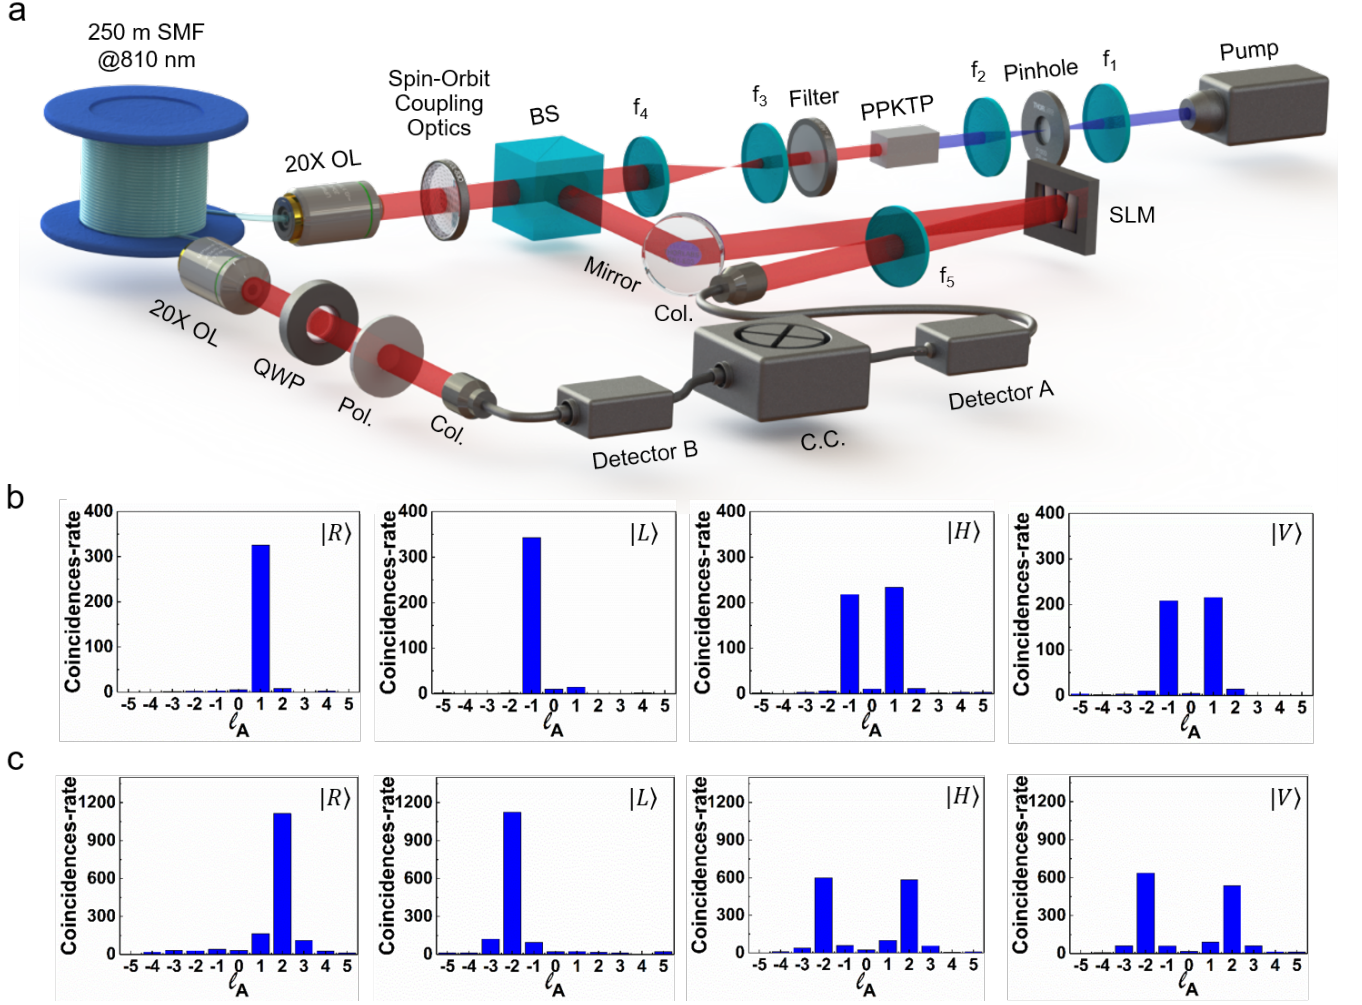 a
250 m SMF
@810 nm
Spin-Orbit
Coupling
Optics
20X OL
BS
f4
f3
Filter
PPKTP
f2
Pinhole
f1
Pump
SLM
Mirror
Col.
f5
20X OL
QWP
Pol.
Col.
Detector B
C.C.
Detector A
b
Coincidences-rate
400
300
200
100
0
|R⟩
-5 -4 -3 -2 -1 0 1 2 3 4 5
ℓA
Coincidences-rate
400
300
200
100
0
|L⟩
-5 -4 -3 -2 -1 0 1 2 3 4 5
ℓA
Coincidences-rate
400
300
200
100
0
|H⟩
-5 -4 -3 -2 -1 0 1 2 3 4 5
ℓA
Coincidences-rate
400
300
200
100
0
|V⟩
-5 -4 -3 -2 -1 0 1 2 3 4 5
ℓA
c
Coincidences-rate
1200
900
600
300
0
|R⟩
-5 -4 -3 -2 -1 0 1 2 3 4 5
ℓA
Coincidences-rate
1200
900
600
300
0
|L⟩
-5 -4 -3 -2 -1 0 1 2 3 4 5
ℓA
Coincidences-rate
1200
900
600
300
0
|H⟩
-5 -4 -3 -2 -1 0 1 2 3 4 5
ℓA
Coincidences-rate
1200
900
600
300
0
|V⟩
-5 -4 -3 -2 -1 0 1 2 3 4 5
ℓA